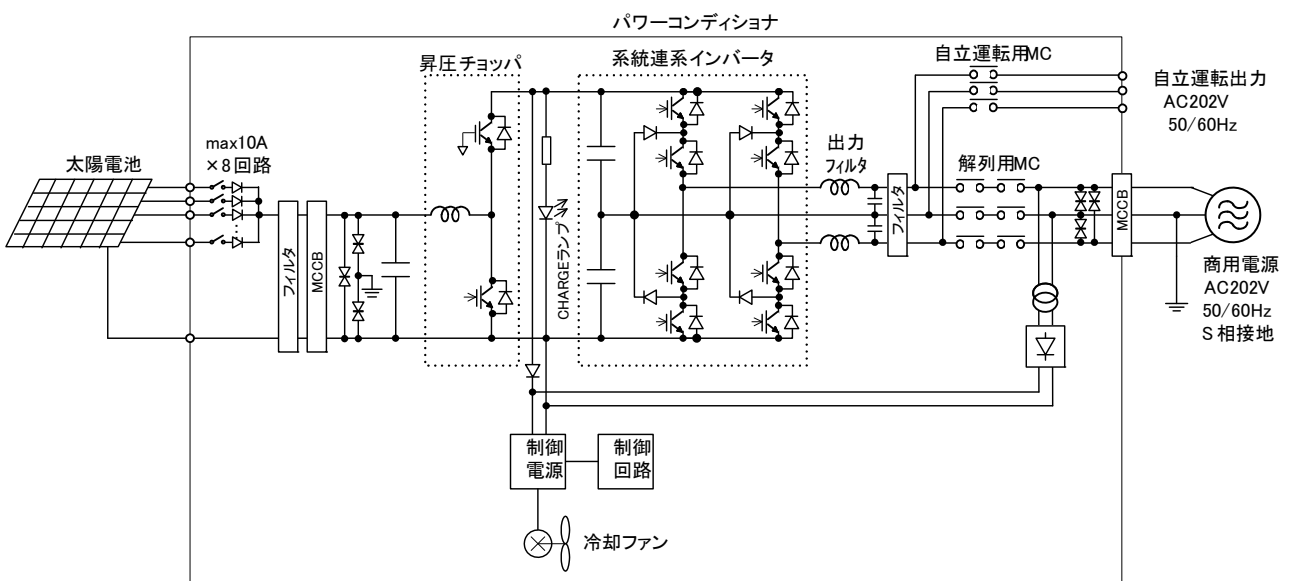 パワーコンディショナ
昇圧チョッパ
系統連系インバータ
自立運転用MC
自立運転出力
AC202V
50/60Hz
太陽電池
max10A
×8回路
出力
フィルタ
解列用MC
フィルタ
MCCB
CHARGEランプ
フィルタ
MCCB
商用電源
AC202V
50/60Hz
S相接地
制御
電源
制御
回路
冷却ファン